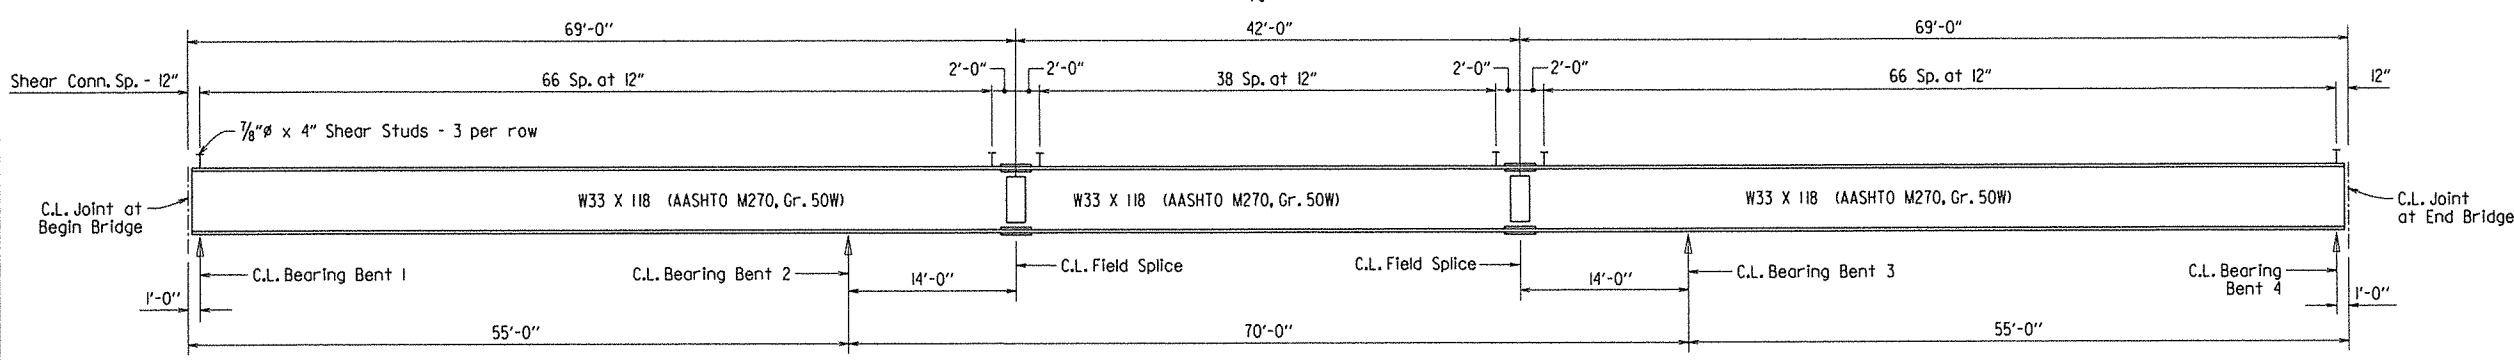 69'-0"
42'-0"
69'-0"
Shear Conn. Sp. - 12"
66 Sp. at 12"
2'-0"
2'-0"
38 Sp. at 12"
2'-0"
2'-0"
66 Sp. at 12"
12"
7/8"ø x 4" Shear Studs - 3 per row
W33 X 118 (AASHTO M270, Gr. 50W)
W33 X 118 (AASHTO M270, Gr. 50W)
W33 X 118 (AASHTO M270, Gr. 50W)
C.L. Joint at
Begin Bridge
C.L. Joint
at End Bridge
C.L. Bearing Bent 1
C.L. Bearing Bent 2
C.L. Field Splice
C.L. Field Splice
C.L. Bearing Bent 3
C.L. Bearing
Bent 4
1'-0"
14'-0"
14'-0"
1'-0"
55'-0"
70'-0"
55'-0"